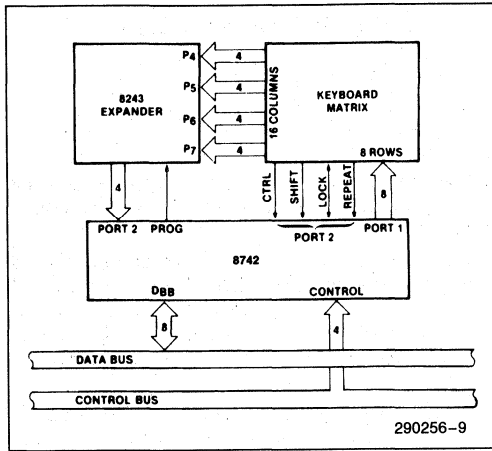 P4
4
P5
4
P6
4
P7
4
8243
EXPANDER
16 COLUMNS
KEYBOARD
MATRIX
8 ROWS
4
CTRL
SHIFT
LOCK
REPEAT
8
PORT 2
PROG
PORT 2
PORT 1
8742
DBB
CONTROL
8
4
DATA BUS
CONTROL BUS
290256-9